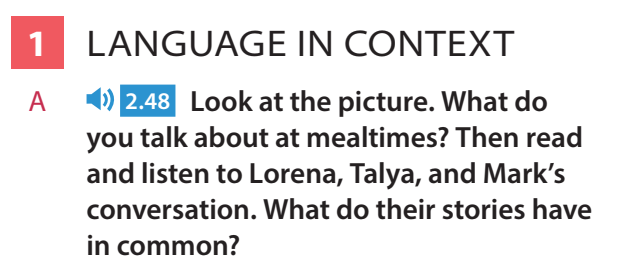 1 LANGUAGE IN CONTEXT
A 2.48 Look at the picture. What do
you talk about at mealtimes? Then read
and listen to Lorena, Talya, and Mark’s
conversation. What do their stories have
in common?